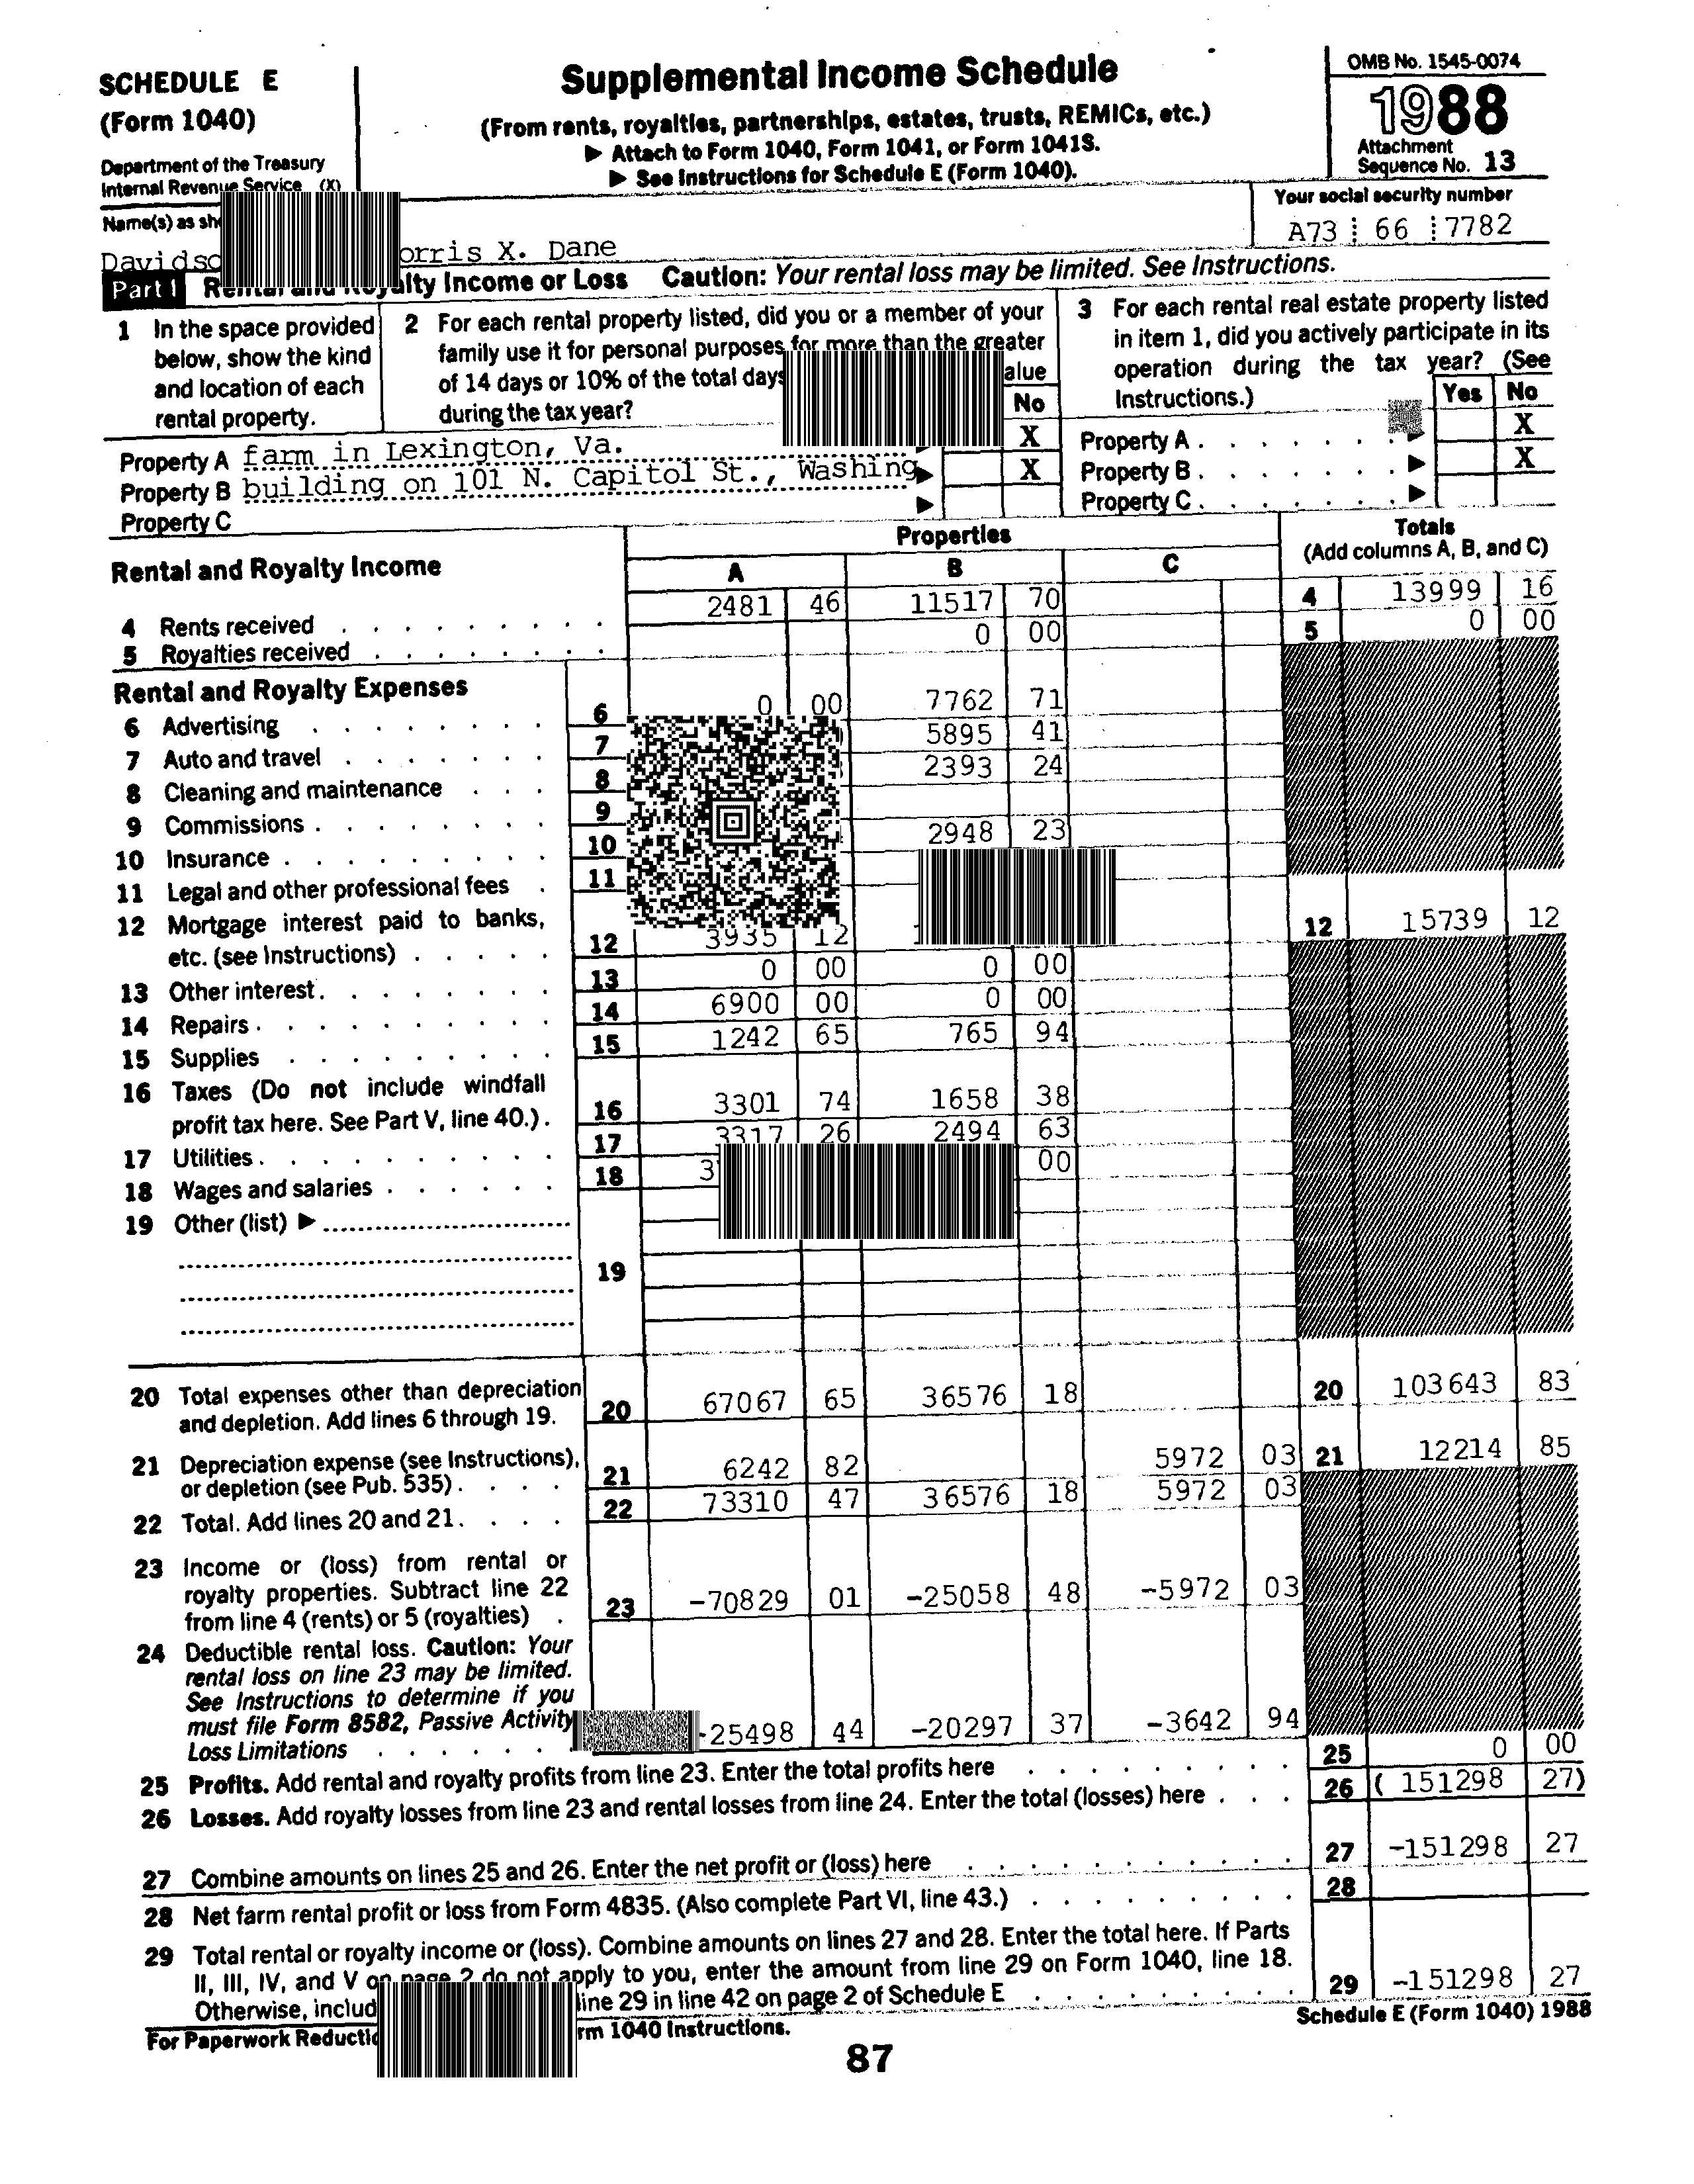 SCHEDULE E
(Form 1040)
Department of the Treasury
Internal Revenue Service (X)
Supplemental Income Schedule
(From rents, royalties, partnerships, estates, trusts, REMICs, etc.)
▶ Attach to Form 1040, Form 1041, or Form 1041S.
▶ See Instructions for Schedule E (Form 1040).
OMB No. 1545-0074
1988
Attachment
Sequence No. 13
Name(s) as
X. Dane
Your social security number
A73 66 7782
Part I Rental and Royalty Income or Loss Caution: Your rental loss may be limited. See Instructions.
1 In the space provided
below, show the kind
and location of each
rental property.
2 For each rental property listed, did you or a member of your
family use it for personal purposes for more than the greater
of 14 days or 10% of the total days
during the tax year?
No
3 For each rental real estate property listed
in item 1, did you actively participate in its
operation during the tax year? (See
Instructions.)
Yes No
Property A farm in Lexington, Va. X Property A . . . . . . . ▶ X
Property B building on 101 N. Capitol St., Washing ▶ X Property B . . . . . . . ▶ X
Property C ▶ Property C . . . . . . . ▶
Properties
Totals
(Add columns A, B, and C)
Rental and Royalty Income
A B C
4 Rents received . . . . . . . . . 2481 46 11517 70 4 13999 16
5 Royalties received . . . . . . . . 0 00 5 0 00
Rental and Royalty Expenses
6 Advertising . . . . . . . . 6 0 00 7762 71
7 Auto and travel . . . . . . . 7 5895 41
8 Cleaning and maintenance . . . 8 2393 24
9 Commissions . . . . . . . . 9
10 Insurance . . . . . . . . . 10 2948 23
11 Legal and other professional fees . 11
12 Mortgage interest paid to banks,
etc. (see Instructions) . . . . . 12 3935 12 12 15739 12
13 Other interest . . . . . . . . 13 0 00 0 00
14 Repairs . . . . . . . . . . 14 6900 00 0 00
15 Supplies . . . . . . . . . 15 1242 65 765 94
16 Taxes (Do not include windfall
profit tax here. See Part V, line 40.) . 16 3301 74 1658 38
17 Utilities . . . . . . . . . . 17 3317 26 2494 63
18 Wages and salaries . . . . . . 18 00
19 Other (list) ▶
19
20 Total expenses other than depreciation
and depletion. Add lines 6 through 19. 20 67067 65 36576 18 20 103643 83
21 Depreciation expense (see Instructions),
or depletion (see Pub. 535) . . . . 21 6242 82 5972 03 21 12214 85
22 Total. Add lines 20 and 21 . . . . 22 73310 47 36576 18 5972 03
23 Income or (loss) from rental or
royalty properties. Subtract line 22
from line 4 (rents) or 5 (royalties) . 23 -70829 01 -25058 48 -5972 03
24 Deductible rental loss. Caution: Your
rental loss on line 23 may be limited.
See Instructions to determine if you
must file Form 8582, Passive Activity
Loss Limitations . . . . . . -25498 44 -20297 37 -3642 94
25 Profits. Add rental and royalty profits from line 23. Enter the total profits here . . . . . . . . . 25 0 00
26 Losses. Add royalty losses from line 23 and rental losses from line 24. Enter the total (losses) here . . . 26 ( 151298 27)
27 Combine amounts on lines 25 and 26. Enter the net profit or (loss) here . . . . . . . . . . . 27 -151298 27
28 Net farm rental profit or loss from Form 4835. (Also complete Part VI, line 43.) . . . . . . . . . 28
29 Total rental or royalty income or (loss). Combine amounts on lines 27 and 28. Enter the total here. If Parts
II, III, IV, and V on page 2 do not apply to you, enter the amount from line 29 on Form 1040, line 18.
Otherwise, line 29 in line 42 on page 2 of Schedule E . . . . . . . . . 29 -151298 27
For Paperwork 1040 Instructions.
Schedule E (Form 1040) 1988
87